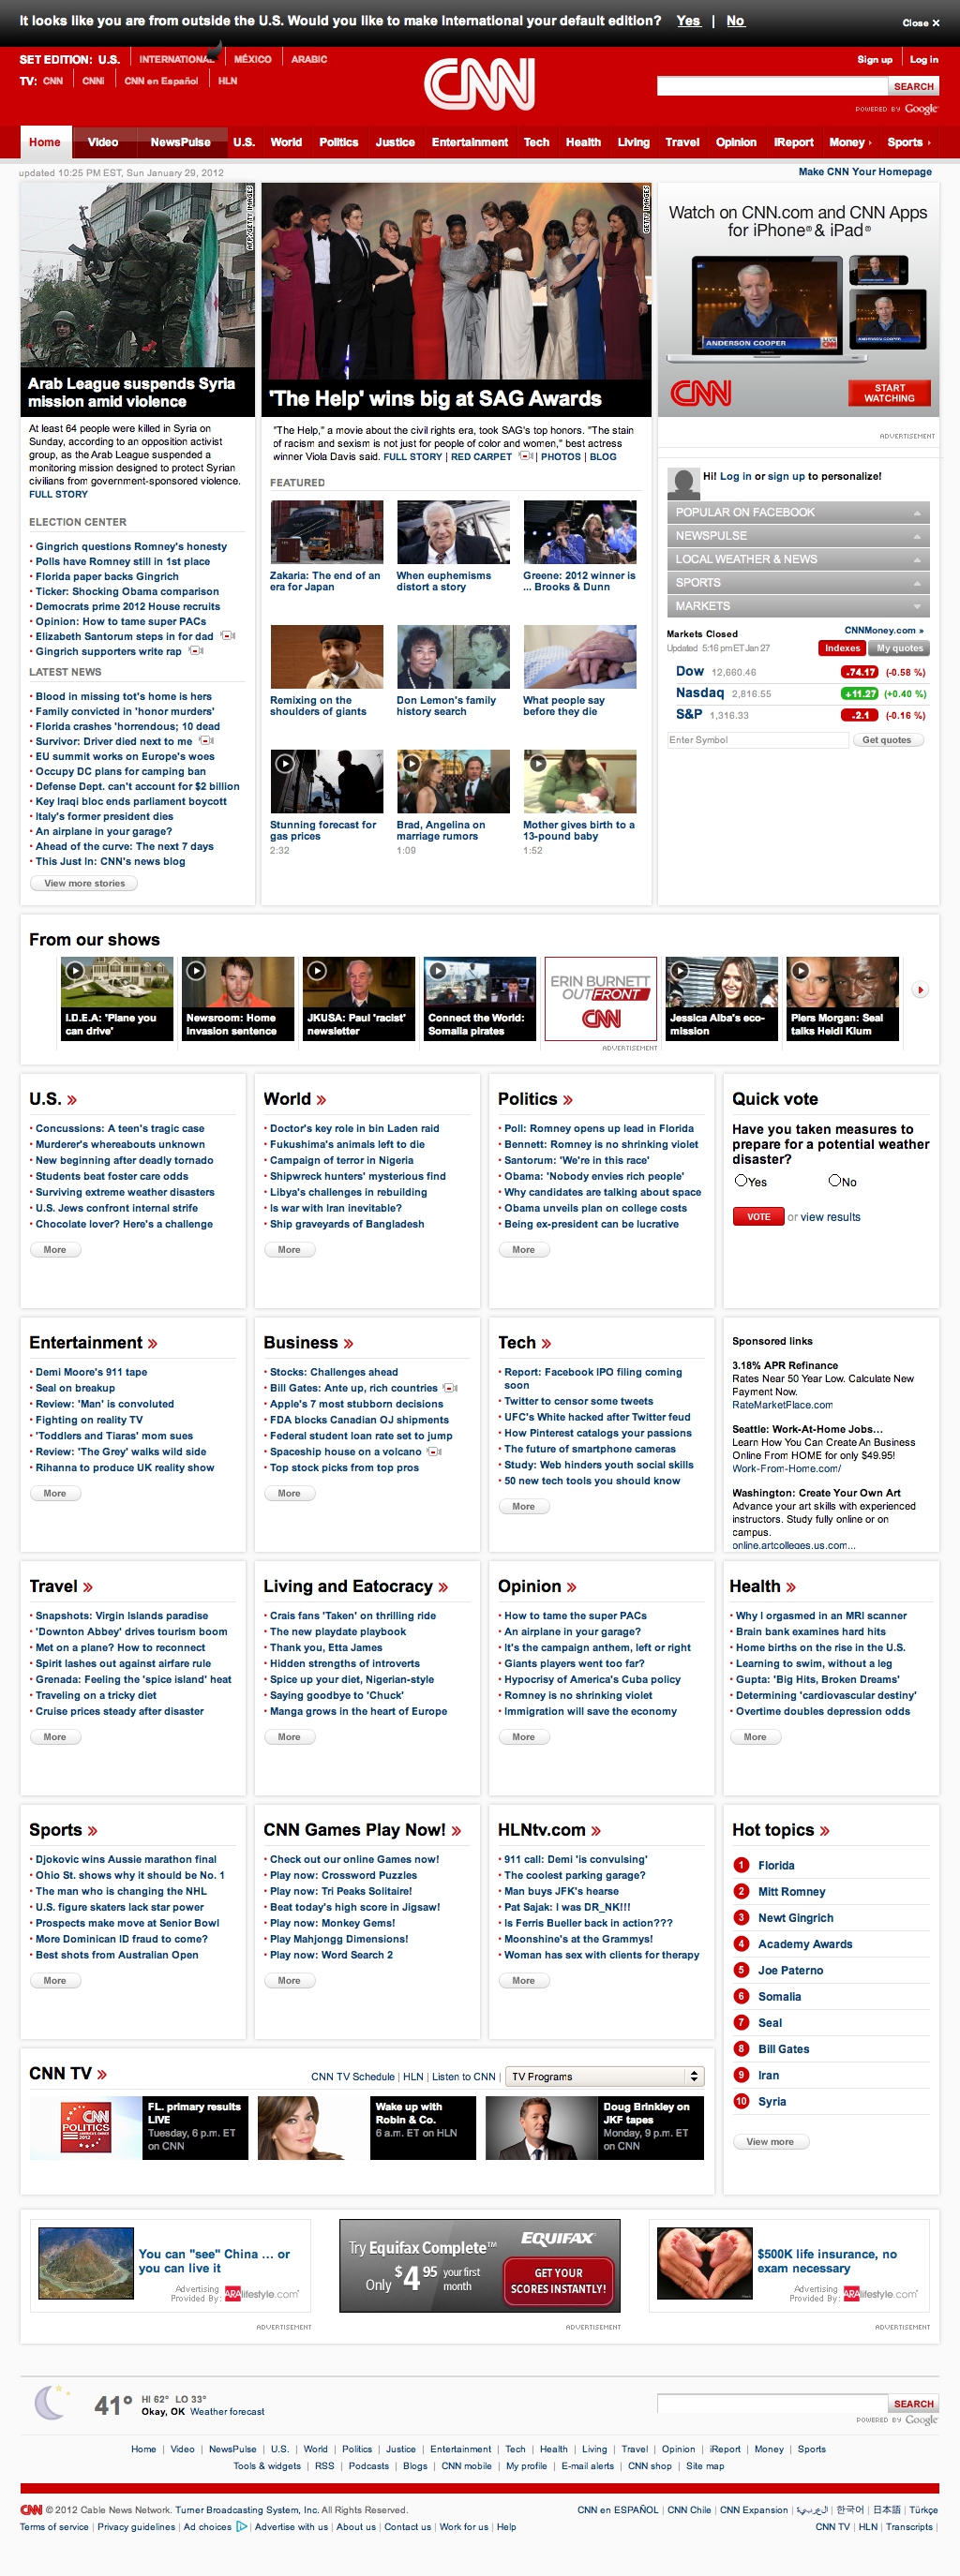 It looks like you are from outside the U.S. Would you like to make International your default edition? Yes | No
Close ✕
SET EDITION: U.S.
INTERNATIONAL
MÉXICO
ARABIC
TV: CNN
CNNi
CNN en Español
HLN
CNN
Sign up
Log in
SEARCH
POWERED BY Google
Home
Video
NewsPulse
U.S.
World
Politics
Justice
Entertainment
Tech
Health
Living
Travel
Opinion
iReport
Money
Sports
updated 10:25 PM EST, Sun January 29, 2012
Make CNN Your Homepage
AFP/GETTY IMAGES
Arab League suspends Syria
mission amid violence
At least 64 people were killed in Syria on
Sunday, according to an opposition activist
group, as the Arab League suspended a
monitoring mission designed to protect Syrian
civilians from government-sponsored violence.
FULL STORY
ELECTION CENTER
Gingrich questions Romney's honesty
Polls have Romney still in 1st place
Florida paper backs Gingrich
Ticker: Shocking Obama comparison
Democrats prime 2012 House recruits
Opinion: How to tame super PACs
Elizabeth Santorum steps in for dad
Gingrich supporters write rap
LATEST NEWS
Blood in missing tot's home is hers
Family convicted in 'honor murders'
Florida crashes 'horrendous; 10 dead
Survivor: Driver died next to me
EU summit works on Europe's woes
Occupy DC plans for camping ban
Defense Dept. can't account for $2 billion
Key Iraqi bloc ends parliament boycott
Italy's former president dies
An airplane in your garage?
Ahead of the curve: The next 7 days
This Just In: CNN's news blog
View more stories
GETTY IMAGES
'The Help' wins big at SAG Awards
"The Help," a movie about the civil rights era, took SAG's top honors. "The stain
of racism and sexism is not just for people of color and women," best actress
winner Viola Davis said. FULL STORY | RED CARPET | PHOTOS | BLOG
FEATURED
Zakaria: The end of an
era for Japan
When euphemisms
distort a story
Greene: 2012 winner is
... Brooks & Dunn
Remixing on the
shoulders of giants
Don Lemon's family
history search
What people say
before they die
Stunning forecast for
gas prices
2:32
Brad, Angelina on
marriage rumors
1:09
Mother gives birth to a
13-pound baby
1:52
Watch on CNN.com and CNN Apps
for iPhone® & iPad®
ANDERSON COOPER
CNN
ANDERSON COOPER
CNN
START
WATCHING
ADVERTISEMENT
Hi! Log in or sign up to personalize!
POPULAR ON FACEBOOK
NEWSPULSE
LOCAL WEATHER & NEWS
SPORTS
MARKETS
CNNMoney.com »
Markets Closed
Updated 5:16 pm ET Jan 27
Indexes
My quotes
Dow 12,660.46 -74.17 (-0.58 %)
Nasdaq 2,816.55 +11.27 (+0.40 %)
S&P 1,316.33 -2.1 (-0.16 %)
Enter Symbol
Get quotes
From our shows
I.D.E.A: 'Plane you
can drive'
Newsroom: Home
invasion sentence
JKUSA: Paul 'racist'
newsletter
Connect the World:
Somalia pirates
ERIN BURNETT
OUTFRONT
CNN
ADVERTISEMENT
Jessica Alba's eco-
mission
Piers Morgan: Seal
talks Heidi Klum
U.S. »
Concussions: A teen's tragic case
Murderer's whereabouts unknown
New beginning after deadly tornado
Students beat foster care odds
Surviving extreme weather disasters
U.S. Jews confront internal strife
Chocolate lover? Here's a challenge
More
World »
Doctor's key role in bin Laden raid
Fukushima's animals left to die
Campaign of terror in Nigeria
Shipwreck hunters' mysterious find
Libya's challenges in rebuilding
Is war with Iran inevitable?
Ship graveyards of Bangladesh
More
Politics »
Poll: Romney opens up lead in Florida
Bennett: Romney is no shrinking violet
Santorum: 'We're in this race'
Obama: 'Nobody envies rich people'
Why candidates are talking about space
Obama unveils plan on college costs
Being ex-president can be lucrative
More
Quick vote
Have you taken measures to
prepare for a potential weather
disaster?
Yes
No
VOTE or view results
Entertainment »
Demi Moore's 911 tape
Seal on breakup
Review: 'Man' is convoluted
Fighting on reality TV
'Toddlers and Tiaras' mom sues
Review: 'The Grey' walks wild side
Rihanna to produce UK reality show
More
Business »
Stocks: Challenges ahead
Bill Gates: Ante up, rich countries
Apple's 7 most stubborn decisions
FDA blocks Canadian OJ shipments
Federal student loan rate set to jump
Spaceship house on a volcano
Top stock picks from top pros
More
Tech »
Report: Facebook IPO filing coming
soon
Twitter to censor some tweets
UFC's White hacked after Twitter feud
How Pinterest catalogs your passions
The future of smartphone cameras
Study: Web hinders youth social skills
50 new tech tools you should know
More
Sponsored links
3.18% APR Refinance
Rates Near 50 Year Low. Calculate New
Payment Now.
RateMarketPlace.com
Seattle: Work-At-Home Jobs...
Learn How You Can Create An Business
Online From HOME for only $49.95!
Work-From-Home.com/
Washington: Create Your Own Art
Advance your art skills with experienced
instructors. Study fully online or on
campus.
online.artcolleges.us.com...
Travel »
Snapshots: Virgin Islands paradise
'Downton Abbey' drives tourism boom
Met on a plane? How to reconnect
Spirit lashes out against airfare rule
Grenada: Feeling the 'spice island' heat
Traveling on a tricky diet
Cruise prices steady after disaster
More
Living and Eatocracy »
Crais fans 'Taken' on thrilling ride
The new playdate playbook
Thank you, Etta James
Hidden strengths of introverts
Spice up your diet, Nigerian-style
Saying goodbye to 'Chuck'
Manga grows in the heart of Europe
More
Opinion »
How to tame the super PACs
An airplane in your garage?
It's the campaign anthem, left or right
Giants players went too far?
Hypocrisy of America's Cuba policy
Romney is no shrinking violet
Immigration will save the economy
More
Health »
Why I orgasmed in an MRI scanner
Brain bank examines hard hits
Home births on the rise in the U.S.
Learning to swim, without a leg
Gupta: 'Big Hits, Broken Dreams'
Determining 'cardiovascular destiny'
Overtime doubles depression odds
More
Sports »
Djokovic wins Aussie marathon final
Ohio St. shows why it should be No. 1
The man who is changing the NHL
U.S. figure skaters lack star power
Prospects make move at Senior Bowl
More Dominican ID fraud to come?
Best shots from Australian Open
More
CNN Games Play Now! »
Check out our online Games now!
Play now: Crossword Puzzles
Play now: Tri Peaks Solitaire!
Beat today's high score in Jigsaw!
Play now: Monkey Gems!
Play Mahjongg Dimensions!
Play now: Word Search 2
More
HLNtv.com »
911 call: Demi 'is convulsing'
The coolest parking garage?
Man buys JFK's hearse
Pat Sajak: I was DR_NK!!!
Is Ferris Bueller back in action???
Moonshine's at the Grammys!
Woman has sex with clients for therapy
More
Hot topics »
1 Florida
2 Mitt Romney
3 Newt Gingrich
4 Academy Awards
5 Joe Paterno
6 Somalia
7 Seal
8 Bill Gates
9 Iran
10 Syria
View more
CNN TV »
CNN TV Schedule | HLN | Listen to CNN |
TV Programs
CNN
POLITICS
FL. primary results
LIVE
Tuesday, 6 p.m. ET
on CNN
Wake up with
Robin & Co.
6 a.m. ET on HLN
Doug Brinkley on
JKF tapes
Monday, 9 p.m. ET
on CNN
You can "see" China ... or
you can live it
Advertising
Provided By: ARAlifestyle.com
ADVERTISEMENT
Try Equifax Complete™
Only $4.95 your first
month
EQUIFAX
GET YOUR
SCORES INSTANTLY!
ADVERTISEMENT
$500K life insurance, no
exam necessary
Advertising
Provided By: ARAlifestyle.com
ADVERTISEMENT
41° HI 62° LO 33°
Okay, OK Weather forecast
SEARCH
POWERED BY Google
Home | Video | NewsPulse | U.S. | World | Politics | Justice | Entertainment | Tech | Health | Living | Travel | Opinion | iReport | Money | Sports
Tools & widgets | RSS | Podcasts | Blogs | CNN mobile | My profile | E-mail alerts | CNN shop | Site map
CNN © 2012 Cable News Network. Turner Broadcasting System, Inc. All Rights Reserved.
CNN en ESPAÑOL | CNN Chile | CNN Expansion | العربية | 한국어 | 日本語 | Türkçe
Terms of service | Privacy guidelines | Ad choices | Advertise with us | About us | Contact us | Work for us | Help
CNN TV | HLN | Transcripts |